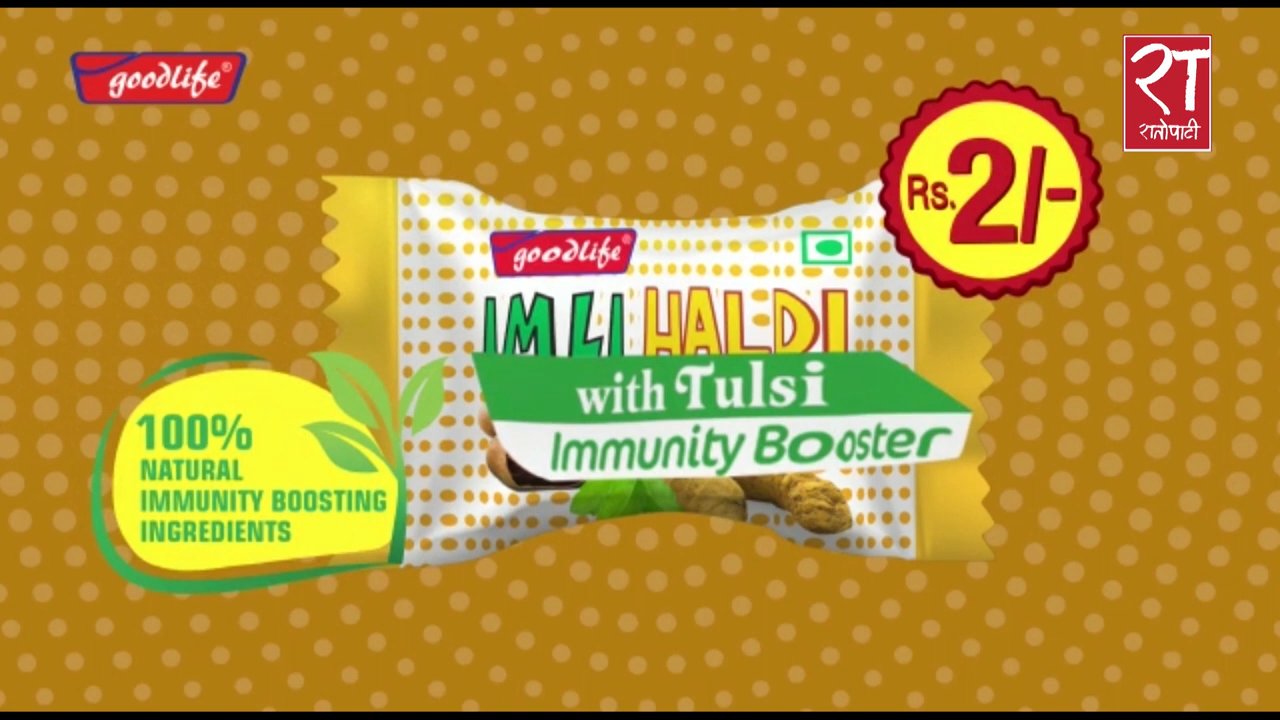 goodlife®
रा
रातोपाटी
Rs.2/-
goodlife®
IMLI HALDI
with Tulsi
Immunity Booster
100%
NATURAL
IMMUNITY BOOSTING
INGREDIENTS